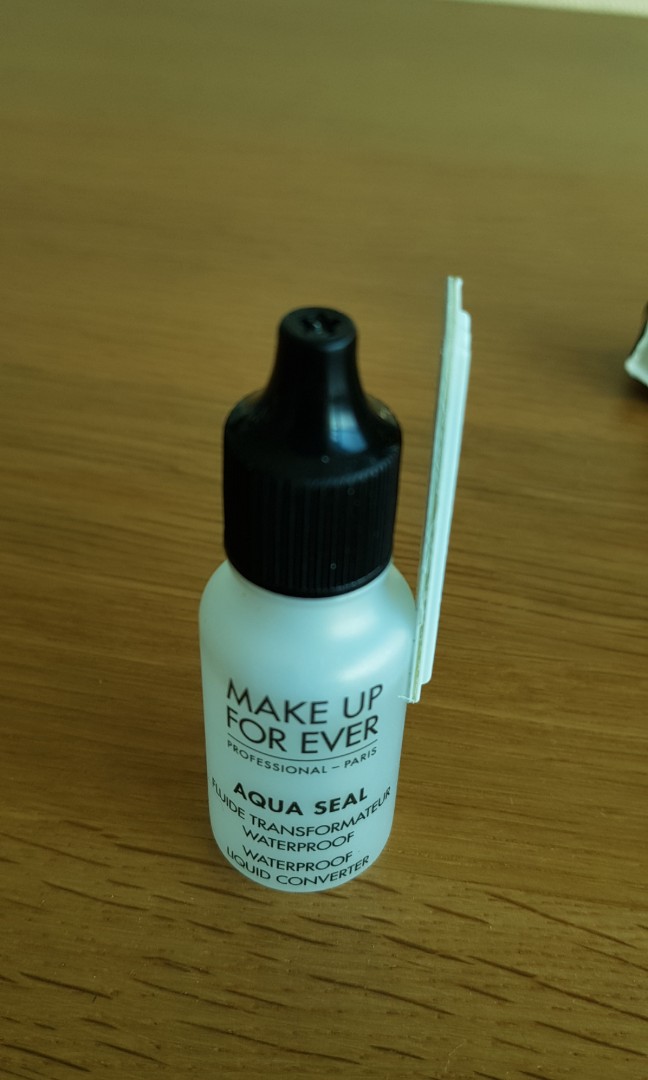 MAKE UP
FOR EVER
PROFESSIONAL – PARIS
AQUA SEAL
FLUIDE TRANSFORMATEUR
WATERPROOF
WATERPROOF
LIQUID CONVERTER